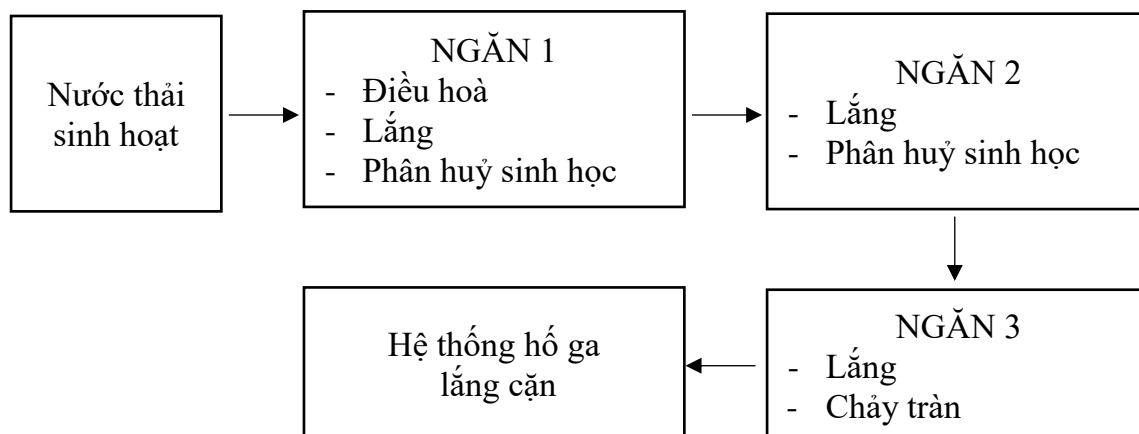 Nước thải
sinh hoạt
NGĂN 1
- Điều hoà
- Lắng
- Phân huỷ sinh học
NGĂN 2
- Lắng
- Phân huỷ sinh học
NGĂN 3
- Lắng
- Chảy tràn
Hệ thống hố ga
lắng cặn